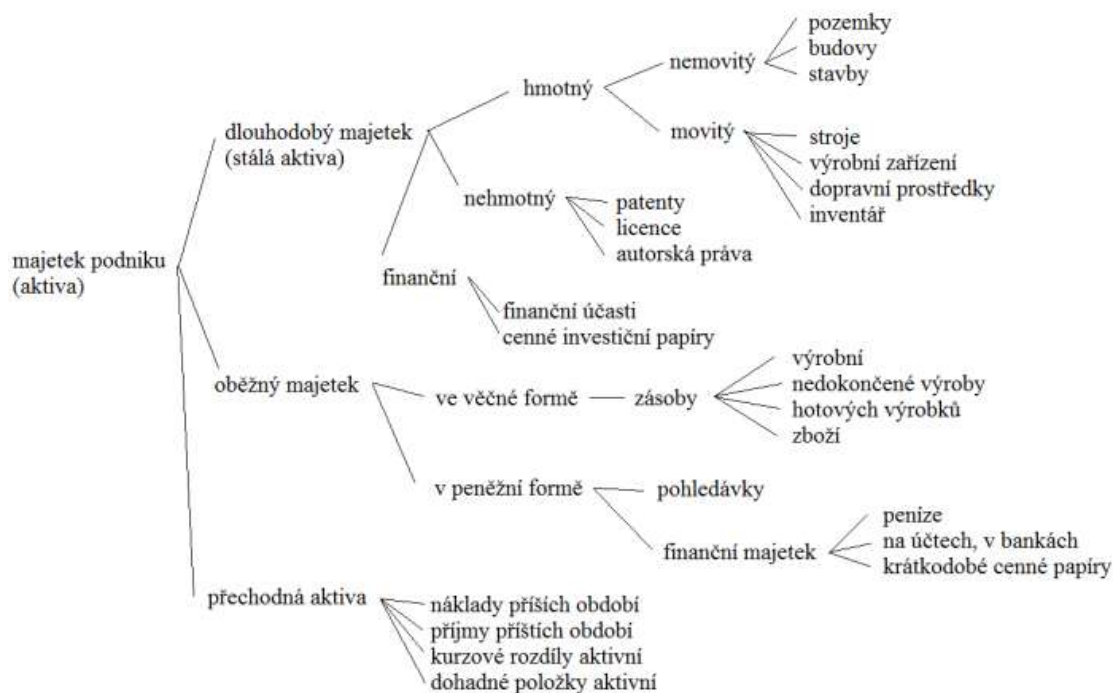 pozemky
budovy
stavby
nemovitý
hmotný
movitý
stroje
výrobní zařízení
dopravní prostředky
inventář
dlouhodobý majetek
(stálá aktiva)
nehmotný
patenty
licence
autorská práva
finanční
finanční účasti
cenné investiční papíry
majetek podniku
(aktiva)
oběžný majetek
ve věčné formě
zásoby
výrobní
nedokončené výroby
hotových výrobků
zboží
v peněžní formě
pohledávky
finanční majetek
peníze
na účtech, v bankách
krátkodobé cenné papíry
přechodná aktiva
náklady příších období
příjmy příštích období
kurzové rozdíly aktivní
dohadné položky aktivní